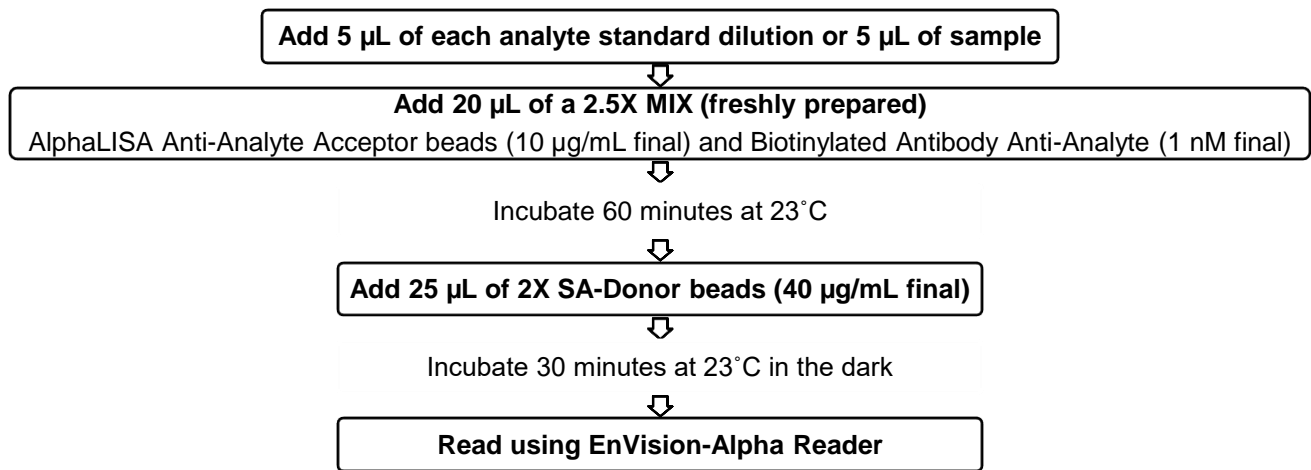 Add 5 µL of each analyte standard dilution or 5 µL of sample
Add 20 µL of a 2.5X MIX (freshly prepared)
AlphaLISA Anti-Analyte Acceptor beads (10 µg/mL final) and Biotinylated Antibody Anti-Analyte (1 nM final)
Incubate 60 minutes at 23˚C
Add 25 µL of 2X SA-Donor beads (40 µg/mL final)
Incubate 30 minutes at 23˚C in the dark
Read using EnVision-Alpha Reader